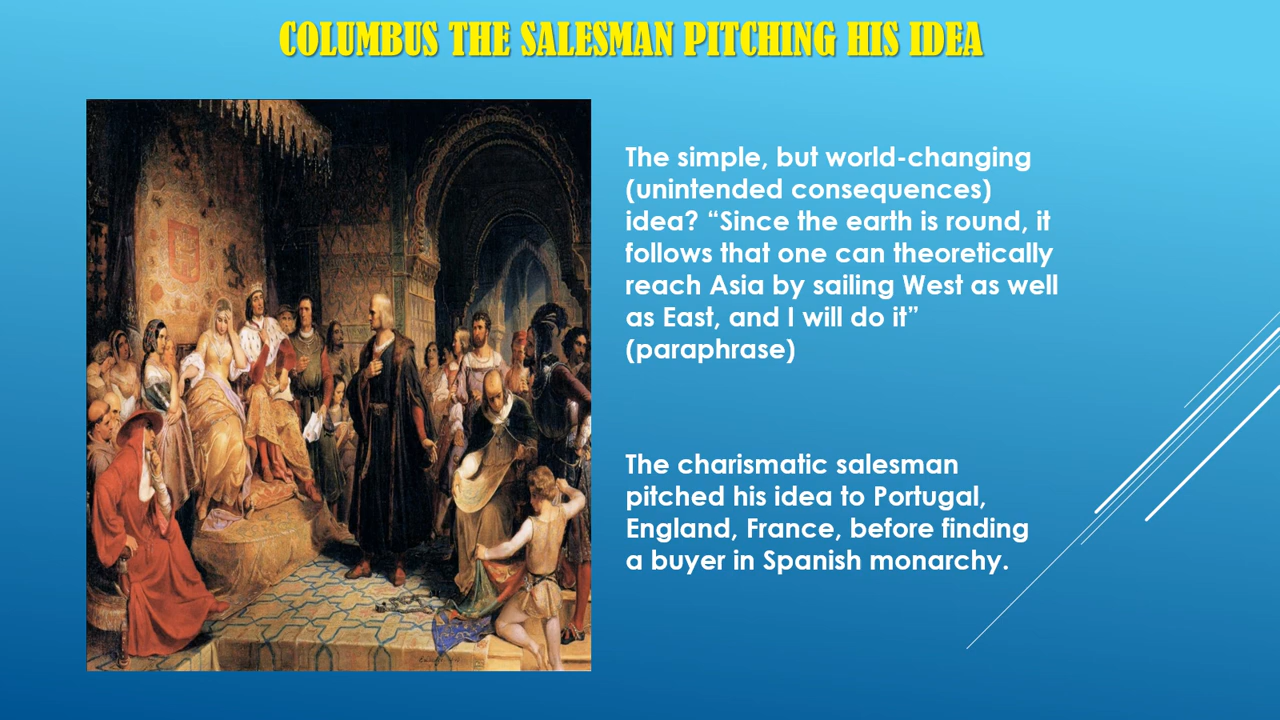 COLUMBUS THE SALESMAN PITCHING HIS IDEA
The simple, but world-changing
(unintended consequences)
idea? “Since the earth is round, it
follows that one can theoretically
reach Asia by sailing West as well
as East, and I will do it”
(paraphrase)
The charismatic salesman
pitched his idea to Portugal,
England, France, before finding
a buyer in Spanish monarchy.